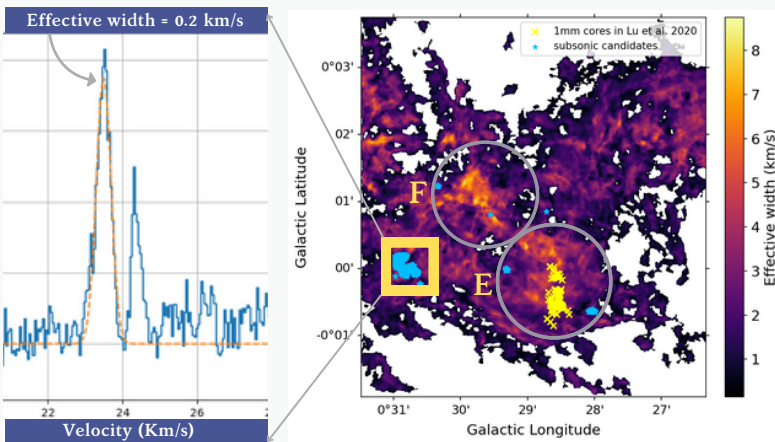 Effective width = 0.2 km/s
22 24 26
Velocity (Km/s)
1mm cores in Lu et al. 2020
subsonic candidates
0°03'
02'
01'
00'
-0°01'
Galactic Latitude
F
E
0°31' 30' 29' 28' 27'
Galactic Longitude
8
7
6
5
4
3
2
1
Effective width (km/s)